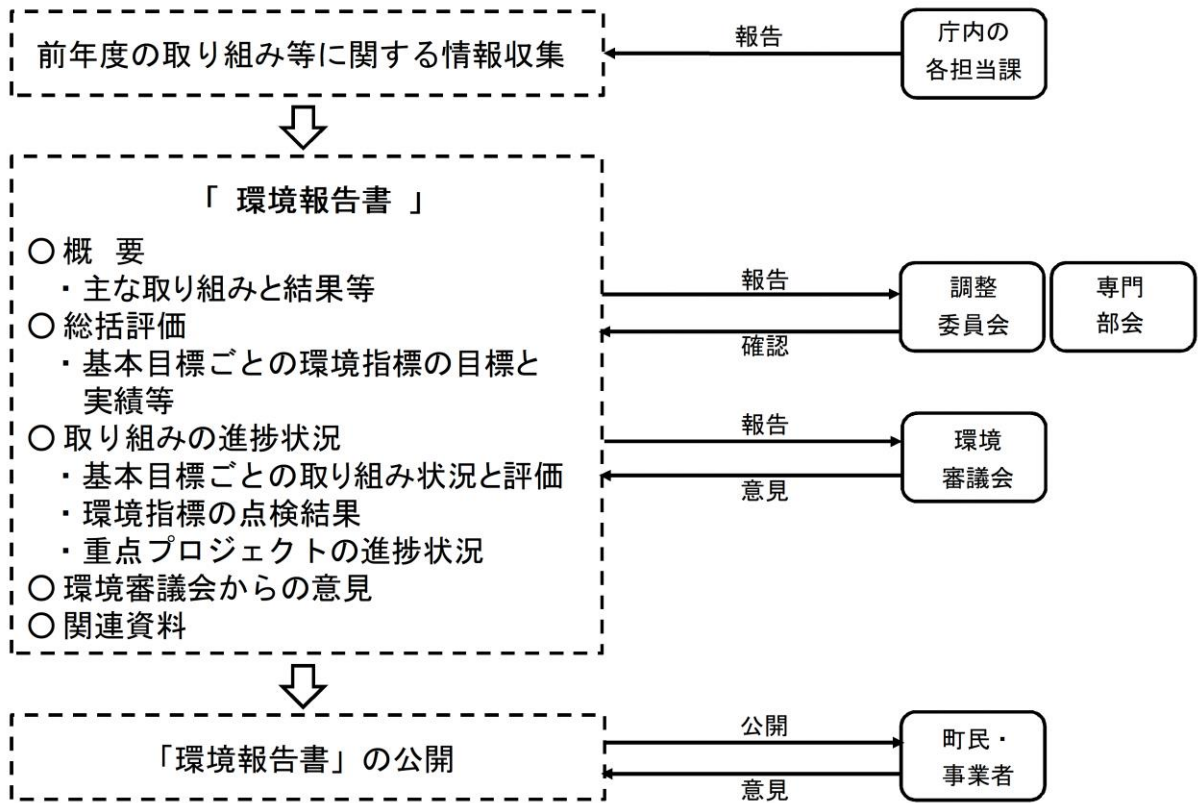 前年度の取り組み等に関する情報収集
報告
庁内の
各担当課
「 環境報告書 」
〇 概 要
・ 主な取り組みと結果等
〇 総括評価
・ 基本目標ごとの環境指標の目標と
実績等
〇 取り組みの進捗状況
・ 基本目標ごとの取り組み状況と評価
・ 環境指標の点検結果
・ 重点プロジェクトの進捗状況
〇 環境審議会からの意見
〇 関連資料
報告
確認
調整
委員会
専門
部会
報告
意見
環境
審議会
「環境報告書」の公開
公開
意見
町民・
事業者